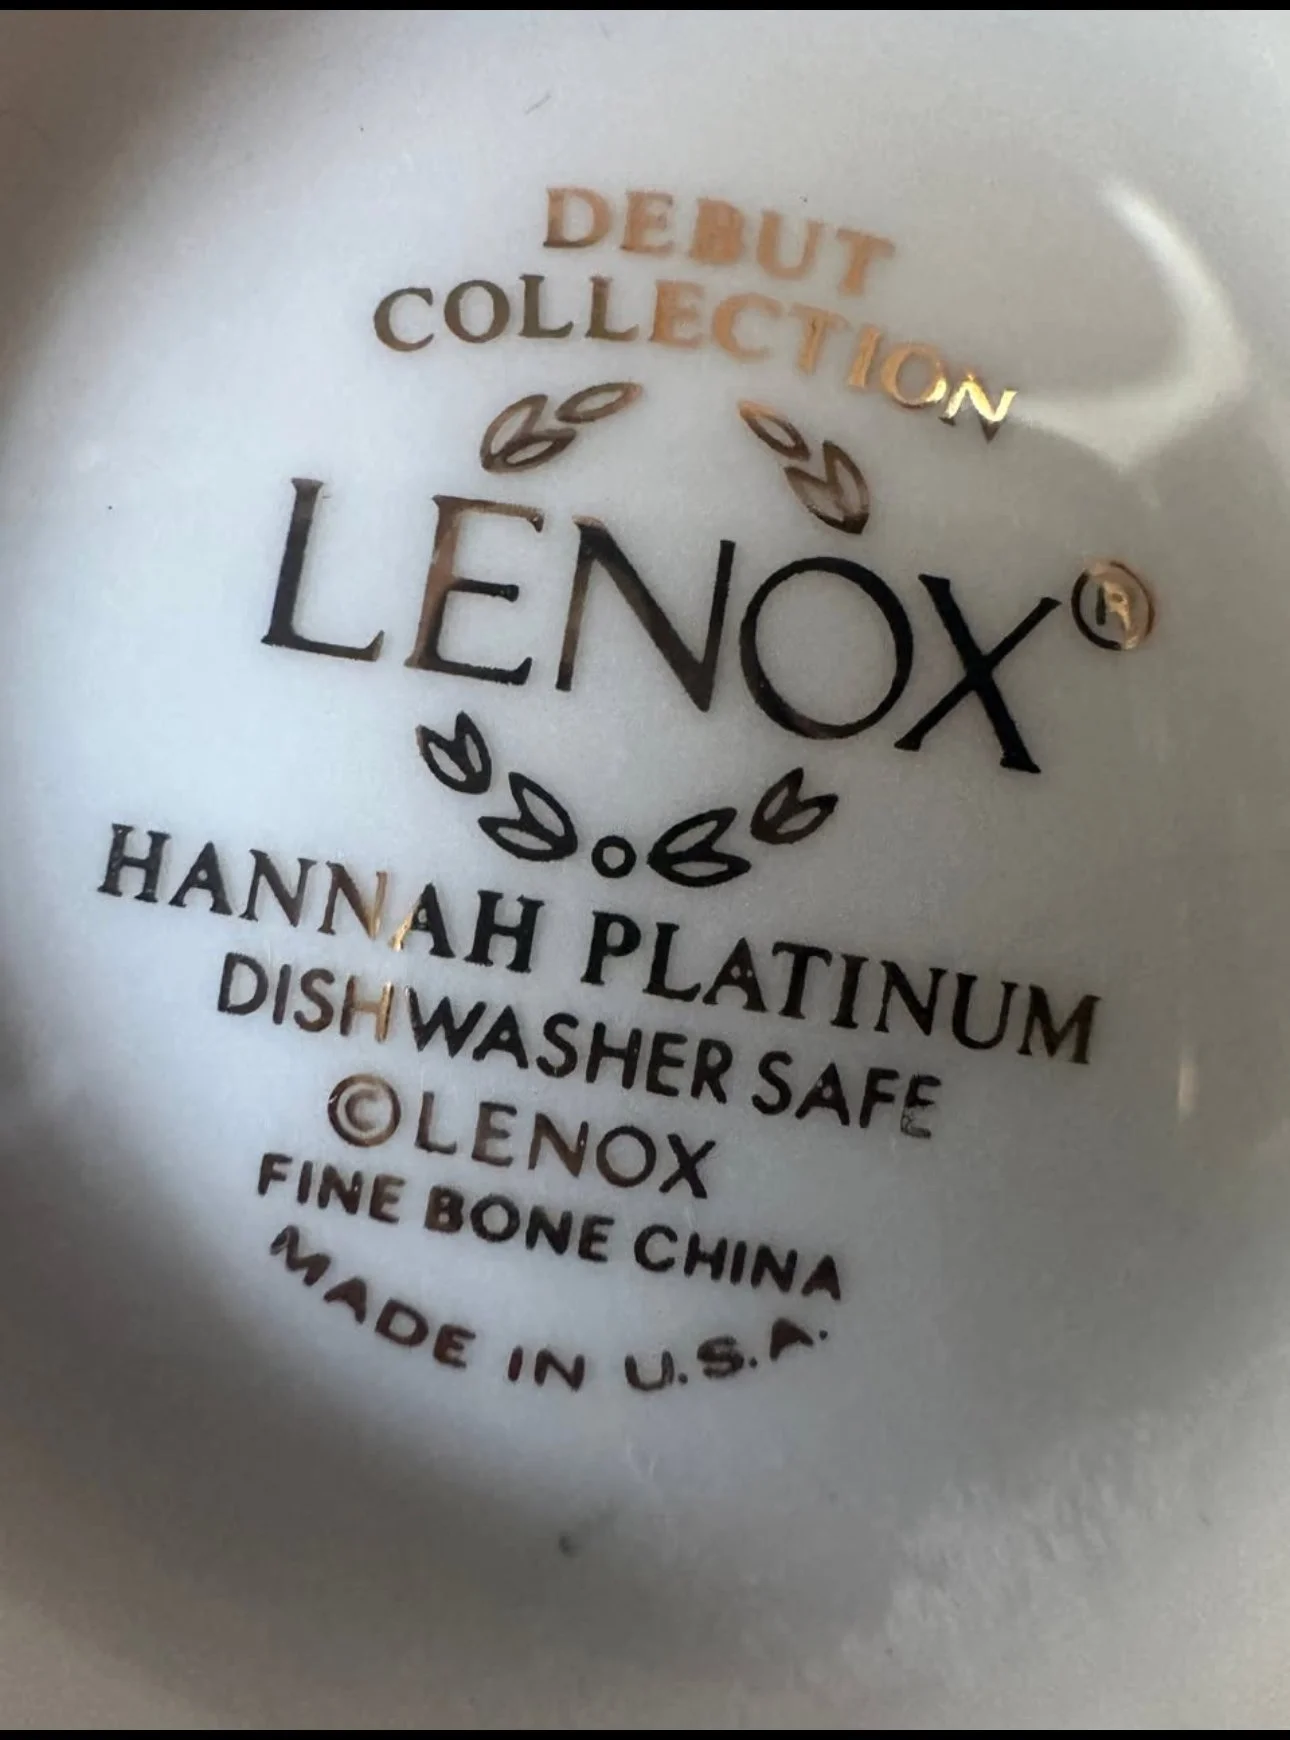 DEBUT
COLLECTION
LENOX®
HANNAH PLATINUM
DISHWASHER SAFE
©LENOX
FINE BONE CHINA
MADE IN U.S.A.